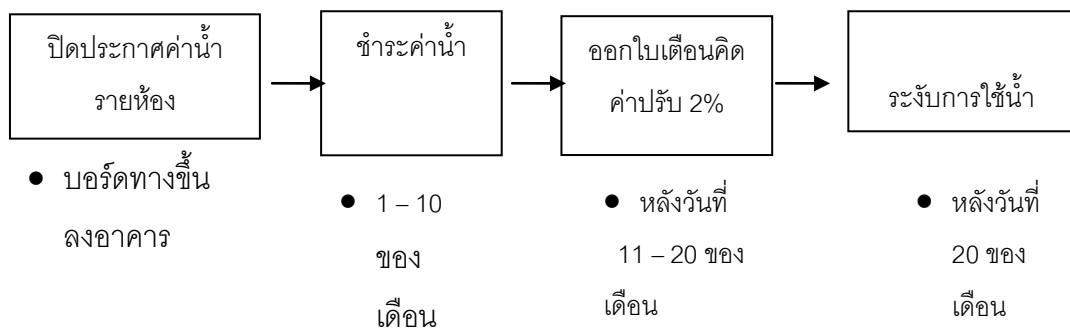 ปิดประกาศค่าน้ำ
รายห้อง
ชำระค่าน้ำ
ออกใบเตือนคิด
ค่าปรับ 2%
ระงับการใช้น้ำ
● บอร์ดทางขึ้น
ลงอาคาร
● 1 – 10
ของ
เดือน
● หลังวันที่
11 – 20 ของ
เดือน
● หลังวันที่
20 ของ
เดือน